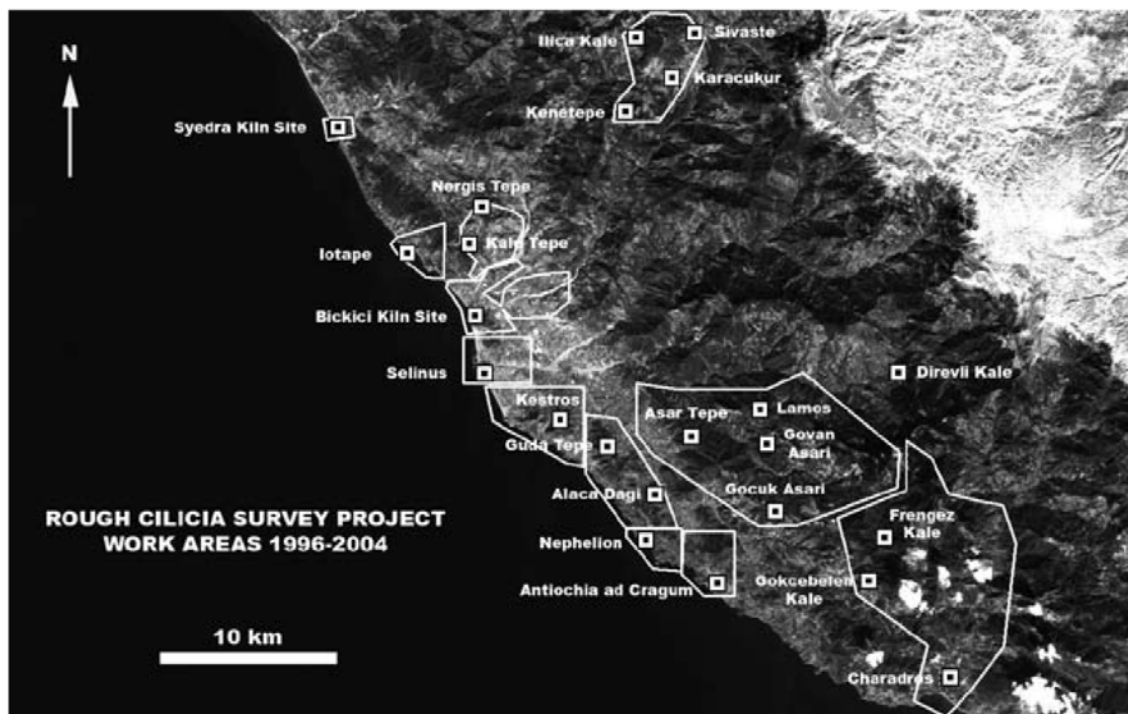 N
Ilica Kale
Sivaste
Karacukur
Kenetepe
Syedra Kiln Site
Nergis Tepe
Kale Tepe
Iotape
Bickici Kiln Site
Selinus
Direvli Kale
Kestros
Lamos
Asar Tepe
Govan
Asari
Guda Tepe
Alaca Dagi
Gocuk Asari
ROUGH CILICIA SURVEY PROJECT
WORK AREAS 1996-2004
Frengez
Kale
Nephelion
Antiochia ad Cragum
Gokcebelen
Kale
10 km
Charadros